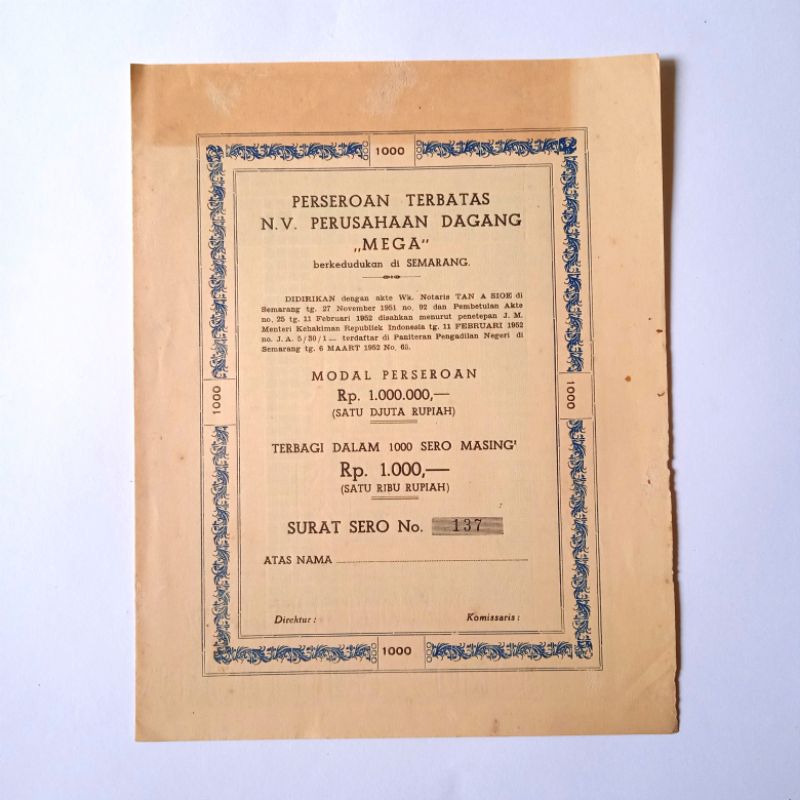 1000
PERSEROAN TERBATAS
N.V. PERUSAHAAN DAGANG
„MEGA"
berkedudukan di SEMARANG.
DIDIRIKAN dengan akte Wk. Notaris TAN A SIOE di
Semarang tg. 27 November 1951 no. 92 dan Pembetulan Akte
no. 25 tg. 11 Februari 1952 disahkan menurut penetepan J. M.
Menteri Kehakiman Republiek Indonesia tg. 11 FEBRUARI 1952
no. J. A. 5/30/1 — terdaftar di Paniteran Pengadilan Negeri di
Semarang tg. 6 MAART 1952 No. 65.
MODAL PERSEROAN
Rp. 1.000.000,—
(SATU DJUTA RUPIAH)
1000
1000
TERBAGI DALAM 1000 SERO MASING²
Rp. 1.000,—
(SATU RIBU RUPIAH)
SURAT SERO No. 137
ATAS NAMA
Direktur :
Komissaris :
1000